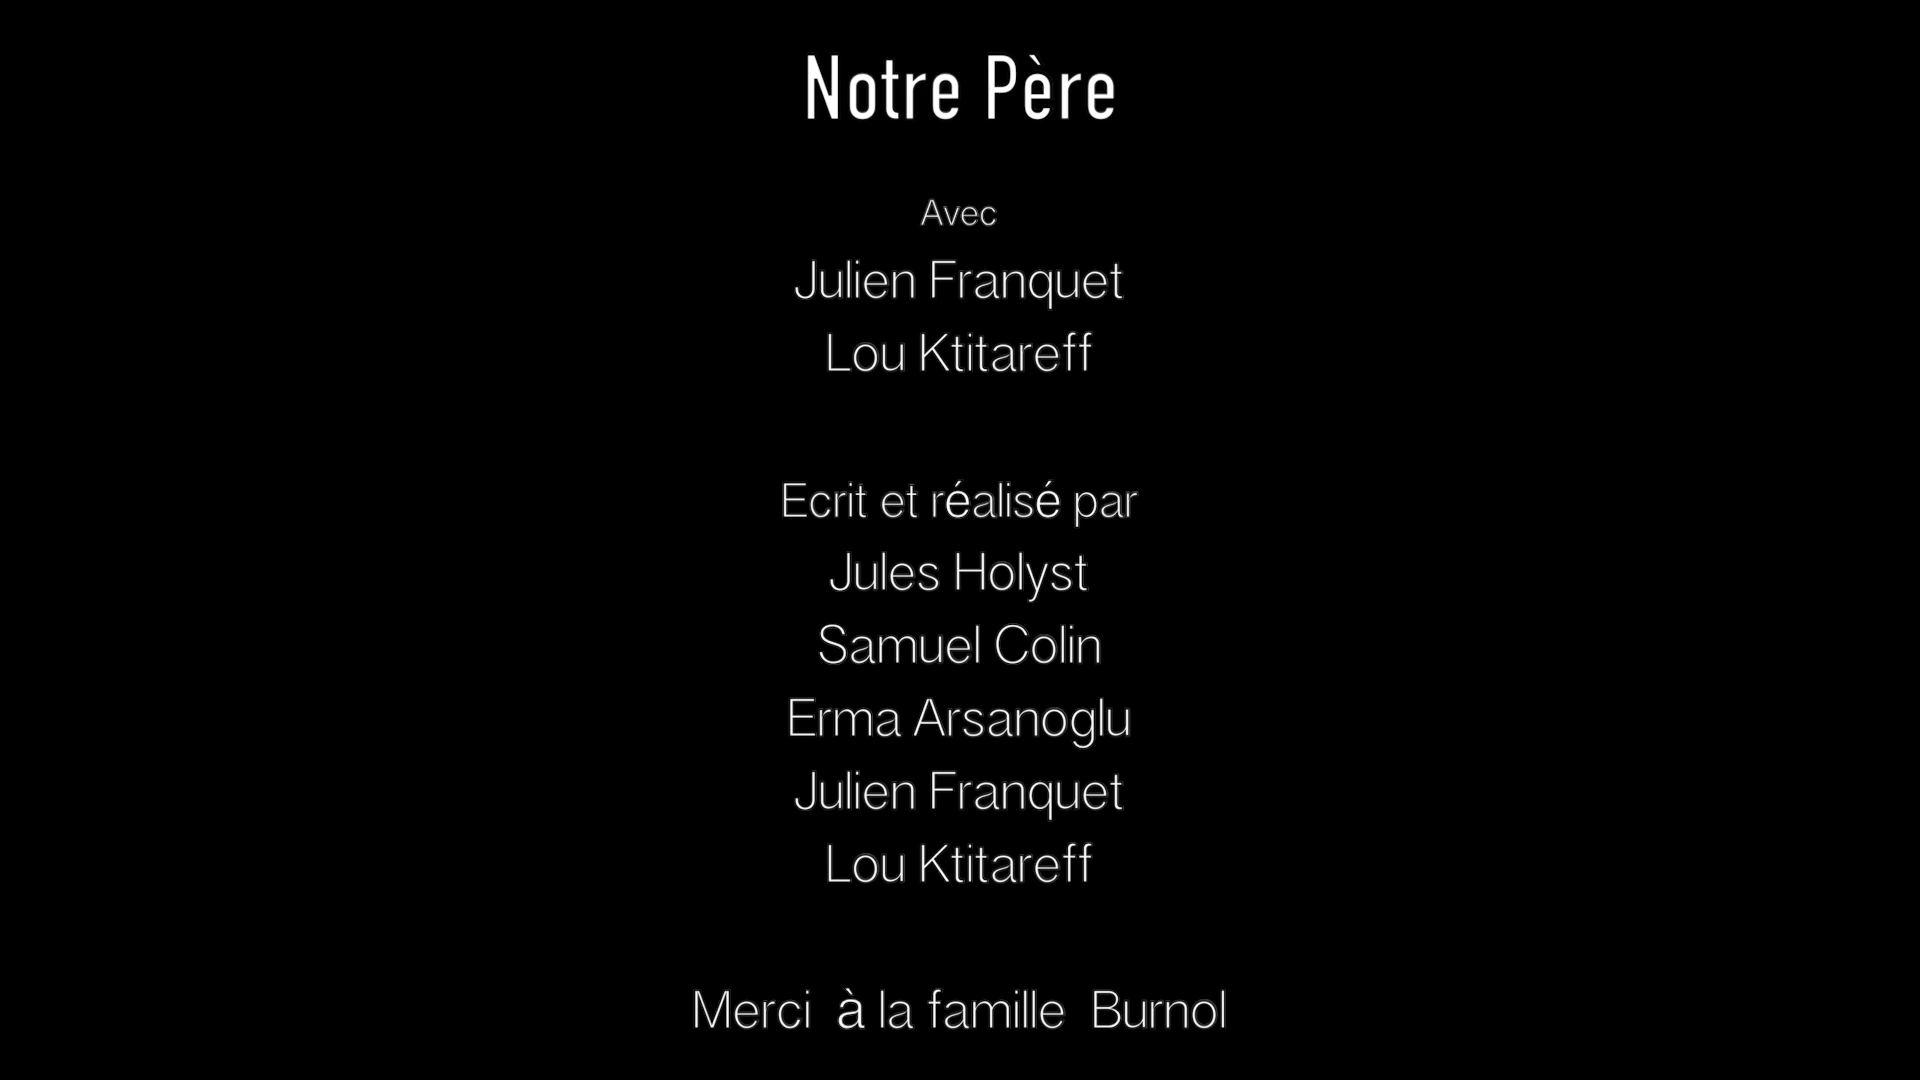 Notre Père
Avec
Julien Franquet
Lou Ktitareff
Ecrit et réalisé par
Jules Holyst
Samuel Colin
Erma Arsanoglu
Julien Franquet
Lou Ktitareff
Merci à la famille Burnol